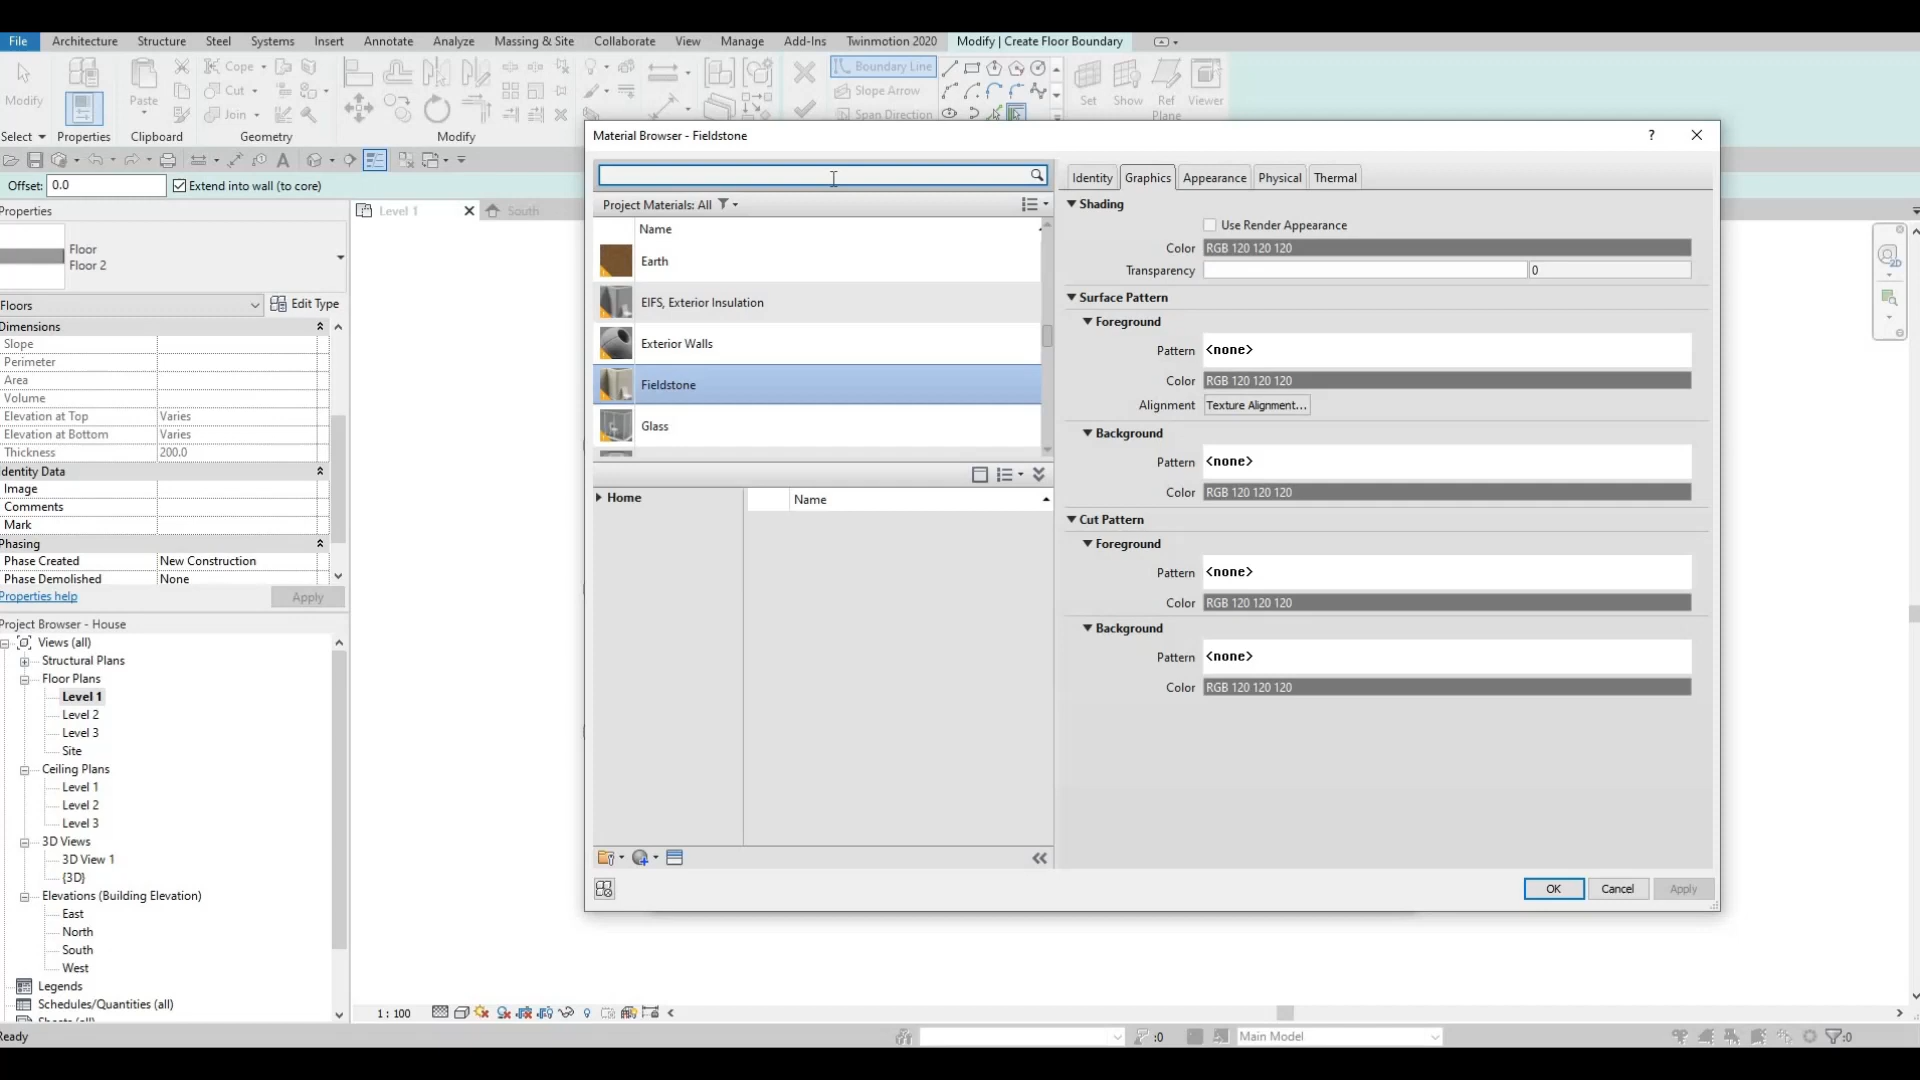 File Architecture Structure Steel Systems Insert Annotate Analyze Massing & Site Collaborate View Manage Add-Ins Twinmotion 2020 Modify | Create Floor Boundary
Modify
Paste
Cope
Cut
Join
Boundary Line
Slope Arrow
Span Direction
Set Show Ref Plane Viewer
Select Properties Clipboard Geometry Modify
Offset: 0.0 Extend into wall (to core)
Properties
Level 1
South
Floor
Floor 2
Floors Edit Type
Dimensions
Slope
Perimeter
Area
Volume
Elevation at Top Varies
Elevation at Bottom Varies
Thickness 200.0
dentity Data
Image
Comments
Mark
Phasing
Phase Created New Construction
Phase Demolished None
Properties help Apply
Project Browser - House
Views (all)
Structural Plans
Floor Plans
Level 1
Level 2
Level 3
Site
Ceiling Plans
Level 1
Level 2
Level 3
3D Views
3D View 1
{3D}
Elevations (Building Elevation)
East
North
South
West
Legends
Schedules/Quantities (all)
Material Browser - Fieldstone
?
Project Materials: All
Name
Earth
EIFS, Exterior Insulation
Exterior Walls
Fieldstone
Glass
Home
Name
Identity Graphics Appearance Physical Thermal
Shading
Use Render Appearance
Color RGB 120 120 120
Transparency 0
Surface Pattern
Foreground
Pattern <none>
Color RGB 120 120 120
Alignment Texture Alignment...
Background
Pattern <none>
Color RGB 120 120 120
Cut Pattern
Foreground
Pattern <none>
Color RGB 120 120 120
Background
Pattern <none>
Color RGB 120 120 120
OK Cancel Apply
2D
1 : 100
Ready
:0
Main Model
:0